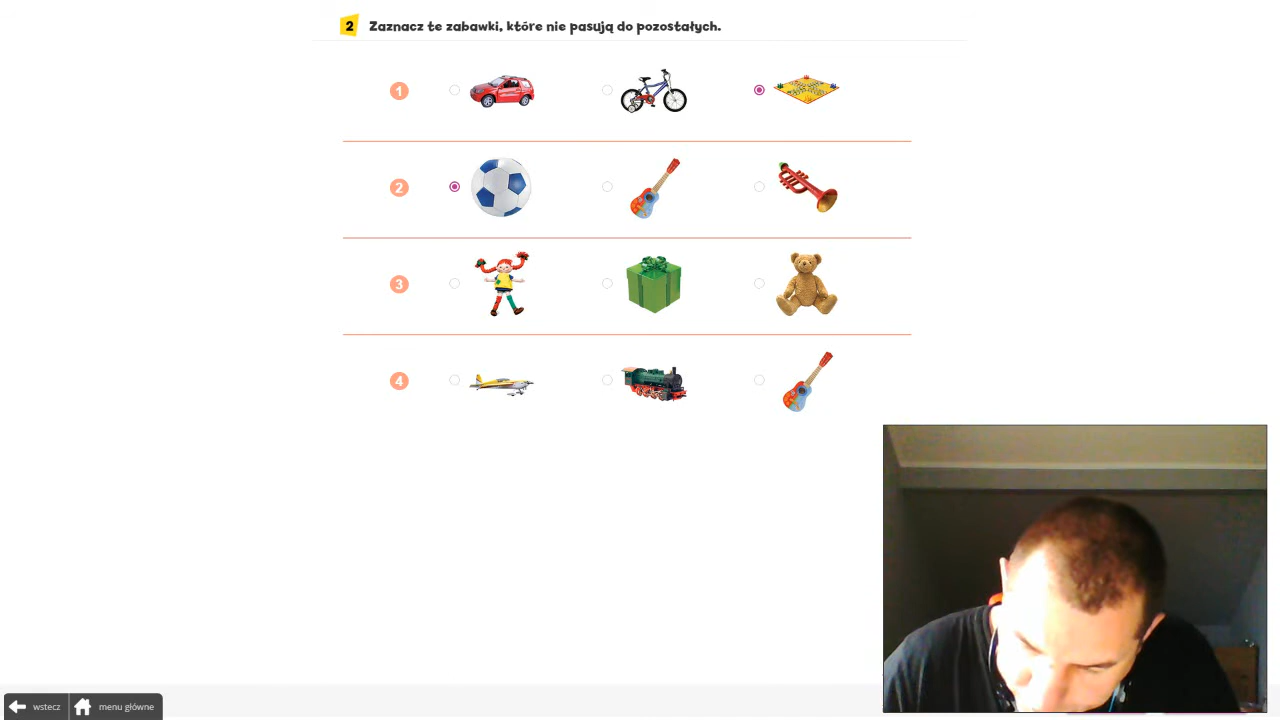 2 Zaznacz te zabawki, które nie pasują do pozostałych.
1
2
3
4
wstecz menu główne